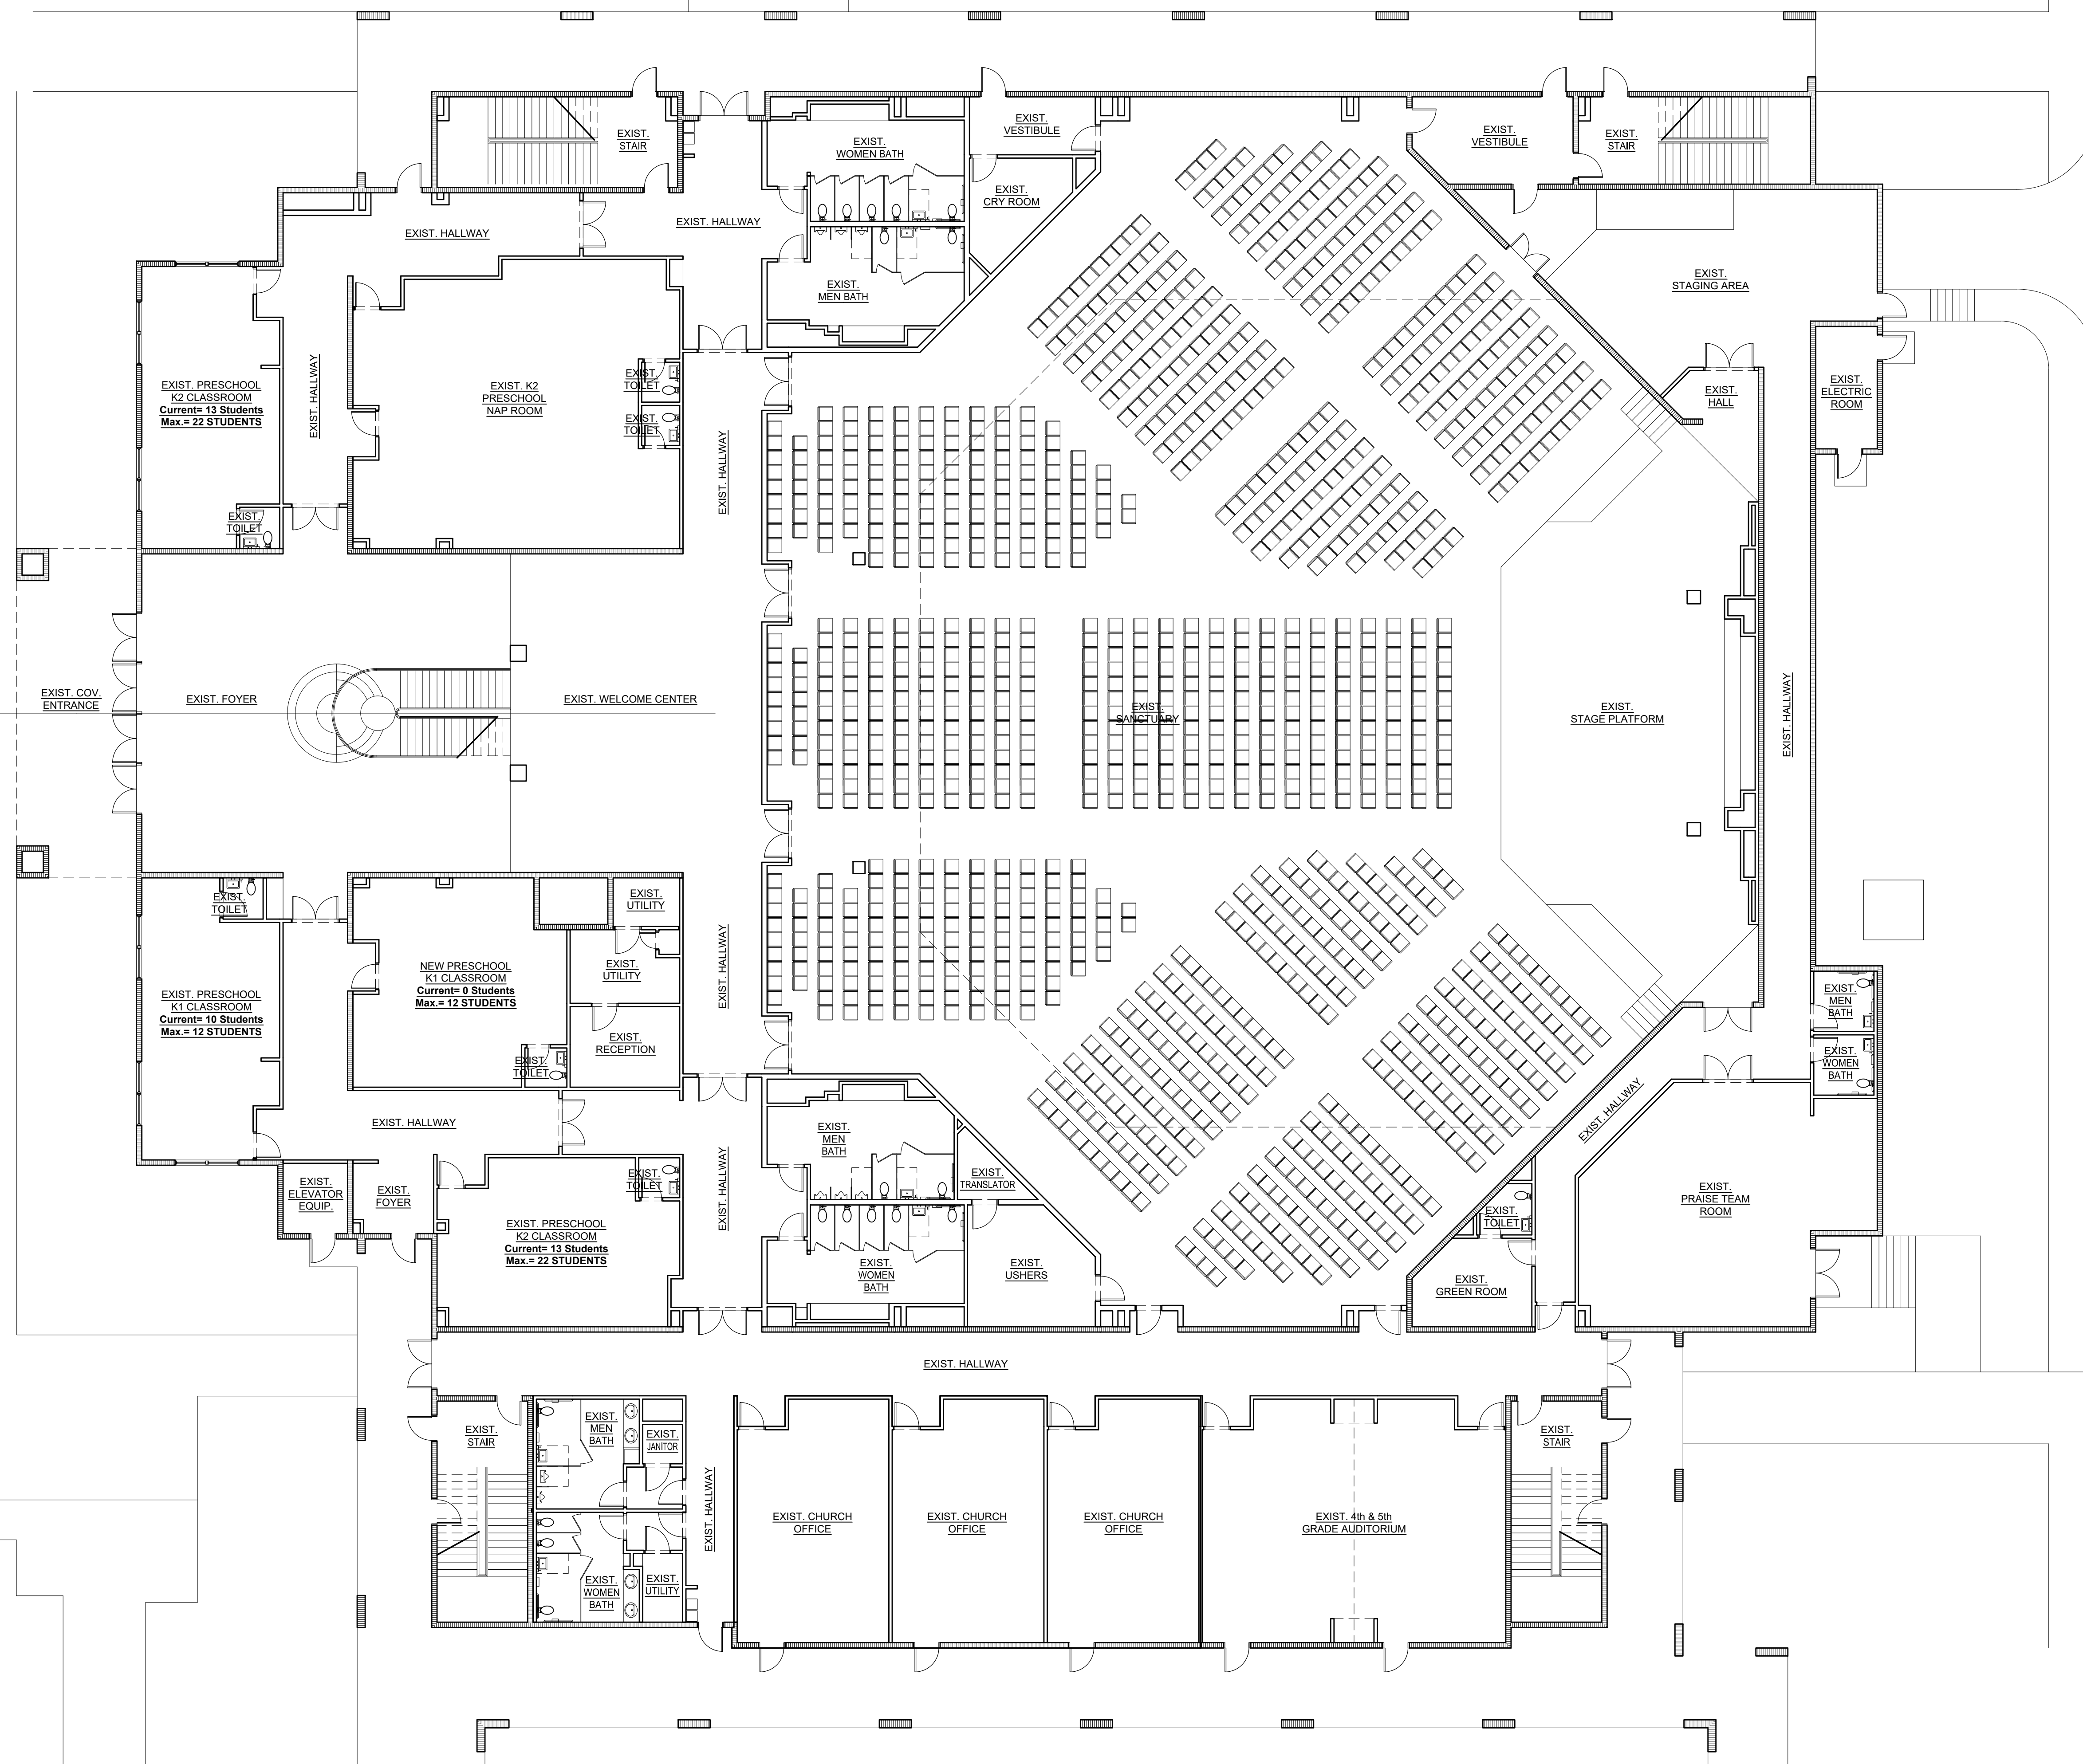 EXIST.
STAIR
EXIST.
WOMEN BATH
EXIST.
VESTIBULE
EXIST.
CRY ROOM
EXIST.
VESTIBULE
EXIST.
STAIR
EXIST. HALLWAY
EXIST. HALLWAY
EXIST.
MEN BATH
EXIST.
STAGING AREA
EXIST. PRESCHOOL
K2 CLASSROOM
Current= 13 Students
Max.= 22 STUDENTS
EXIST. HALLWAY
EXIST. K2
PRESCHOOL
NAP ROOM
EXIST.
TOILET
EXIST.
TOILET
EXIST. HALLWAY
EXIST.
HALL
EXIST.
ELECTRIC
ROOM
EXIST.
TOILET
EXIST. COV.
ENTRANCE
EXIST. FOYER
EXIST. WELCOME CENTER
EXIST.
SANCTUARY
EXIST.
STAGE PLATFORM
EXIST. HALLWAY
EXIST.
TOILET
EXIST.
UTILITY
EXIST. PRESCHOOL
K1 CLASSROOM
Current= 10 Students
Max.= 12 STUDENTS
NEW PRESCHOOL
K1 CLASSROOM
Current= 0 Students
Max.= 12 STUDENTS
EXIST.
UTILITY
EXIST. HALLWAY
EXIST.
RECEPTION
EXIST.
TOILET
EXIST.
MEN
BATH
EXIST.
WOMEN
BATH
EXIST. HALLWAY
EXIST. HALLWAY
EXIST.
MEN
BATH
EXIST.
TRANSLATOR
EXIST.
ELEVATOR
EQUIP.
EXIST.
FOYER
EXIST.
TOILET
EXIST. HALLWAY
EXIST. PRESCHOOL
K2 CLASSROOM
Current= 13 Students
Max.= 22 STUDENTS
EXIST.
WOMEN
BATH
EXIST.
USHERS
EXIST.
TOILET
EXIST.
GREEN ROOM
EXIST.
PRAISE TEAM
ROOM
EXIST. HALLWAY
EXIST.
STAIR
EXIST.
MEN
BATH
EXIST.
JANITOR
EXIST. HALLWAY
EXIST. CHURCH
OFFICE
EXIST. CHURCH
OFFICE
EXIST. CHURCH
OFFICE
EXIST. 4th & 5th
GRADE AUDITORIUM
EXIST.
STAIR
EXIST.
WOMEN
BATH
EXIST.
UTILITY